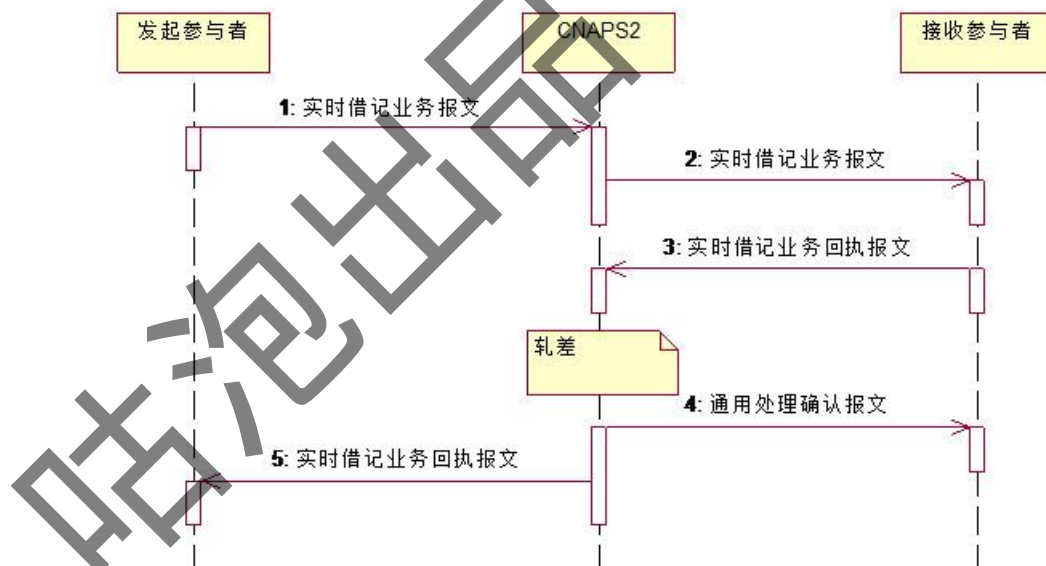 发起参与者
CNAPS2
接收参与者
1: 实时借记业务报文
2: 实时借记业务报文
3: 实时借记业务回执报文
轧差
4: 通用处理确认报文
5: 实时借记业务回执报文
咕泡出品